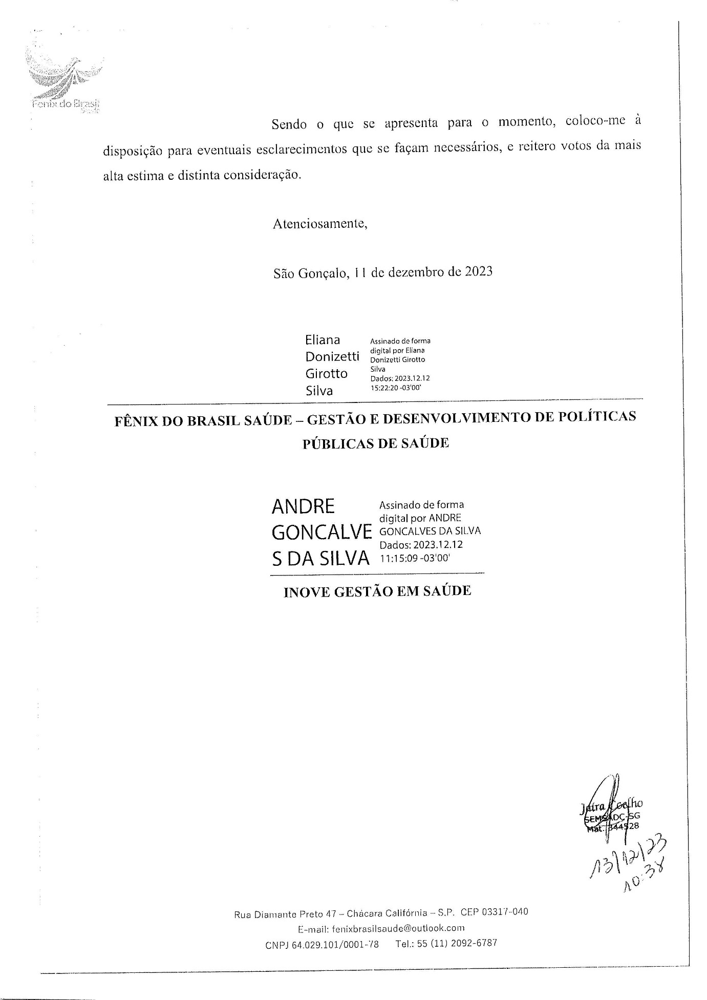 Fenix do Brasil
Saúde
Sendo o que se apresenta para o momento, coloco-me à
disposição para eventuais esclarecimentos que se façam necessários, e reitero votos da mais
alta estima e distinta consideração.
Atenciosamente,
São Gonçalo, 11 de dezembro de 2023
Eliana
Donizetti
Girotto
Silva
Assinado de forma
digital por Eliana
Donizetti Girotto
Silva
Dados: 2023.12.12
15:22:20 -03'00'
FÊNIX DO BRASIL SAÚDE – GESTÃO E DESENVOLVIMENTO DE POLÍTICAS
PÚBLICAS DE SAÚDE
ANDRE
GONCALVE
S DA SILVA
Assinado de forma
digital por ANDRE
GONCALVES DA SILVA
Dados: 2023.12.12
11:15:09 -03'00'
INOVE GESTÃO EM SAÚDE
Coelho
SEMSADC-SG
Mat. 344528
13/12/23
10:38
Rua Diamante Preto 47 – Chácara Califórnia – S.P. CEP 03317-040
E-mail: fenixbrasilsaude@outlook.com
CNPJ 64.029.101/0001-78 Tel.: 55 (11) 2092-6787